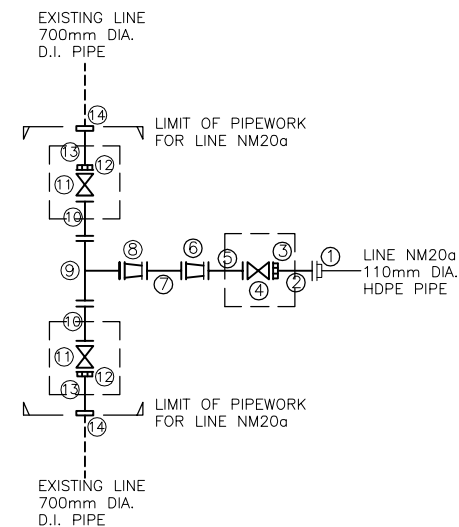 EXISTING LINE
700mm DIA.
D.I. PIPE
14
LIMIT OF PIPEWORK
FOR LINE NM20a
13
12
11
10
8
6
5
3
1
9
7
4
2
LINE NM20a
110mm DIA.
HDPE PIPE
10
11
12
13
LIMIT OF PIPEWORK
FOR LINE NM20a
14
EXISTING LINE
700mm DIA.
D.I. PIPE